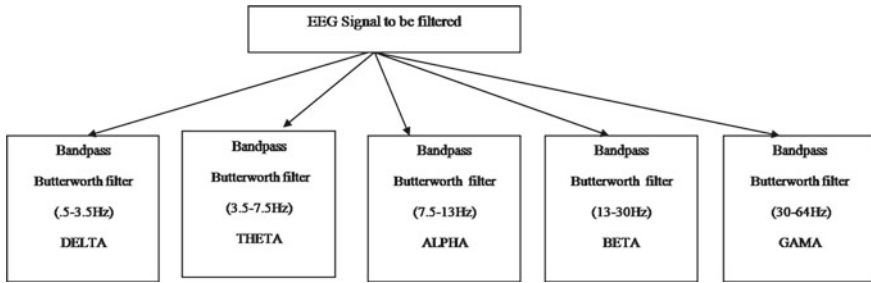 EEG Signal to be filtered
Bandpass
Butterworth filter
(.5-3.5Hz)
DELTA
Bandpass
Butterworth filter
(3.5-7.5Hz)
THETA
Bandpass
Butterworth filter
(7.5-13Hz)
ALPHA
Bandpass
Butterworth filter
(13-30Hz)
BETA
Bandpass
Butterworth filter
(30-64Hz)
GAMA